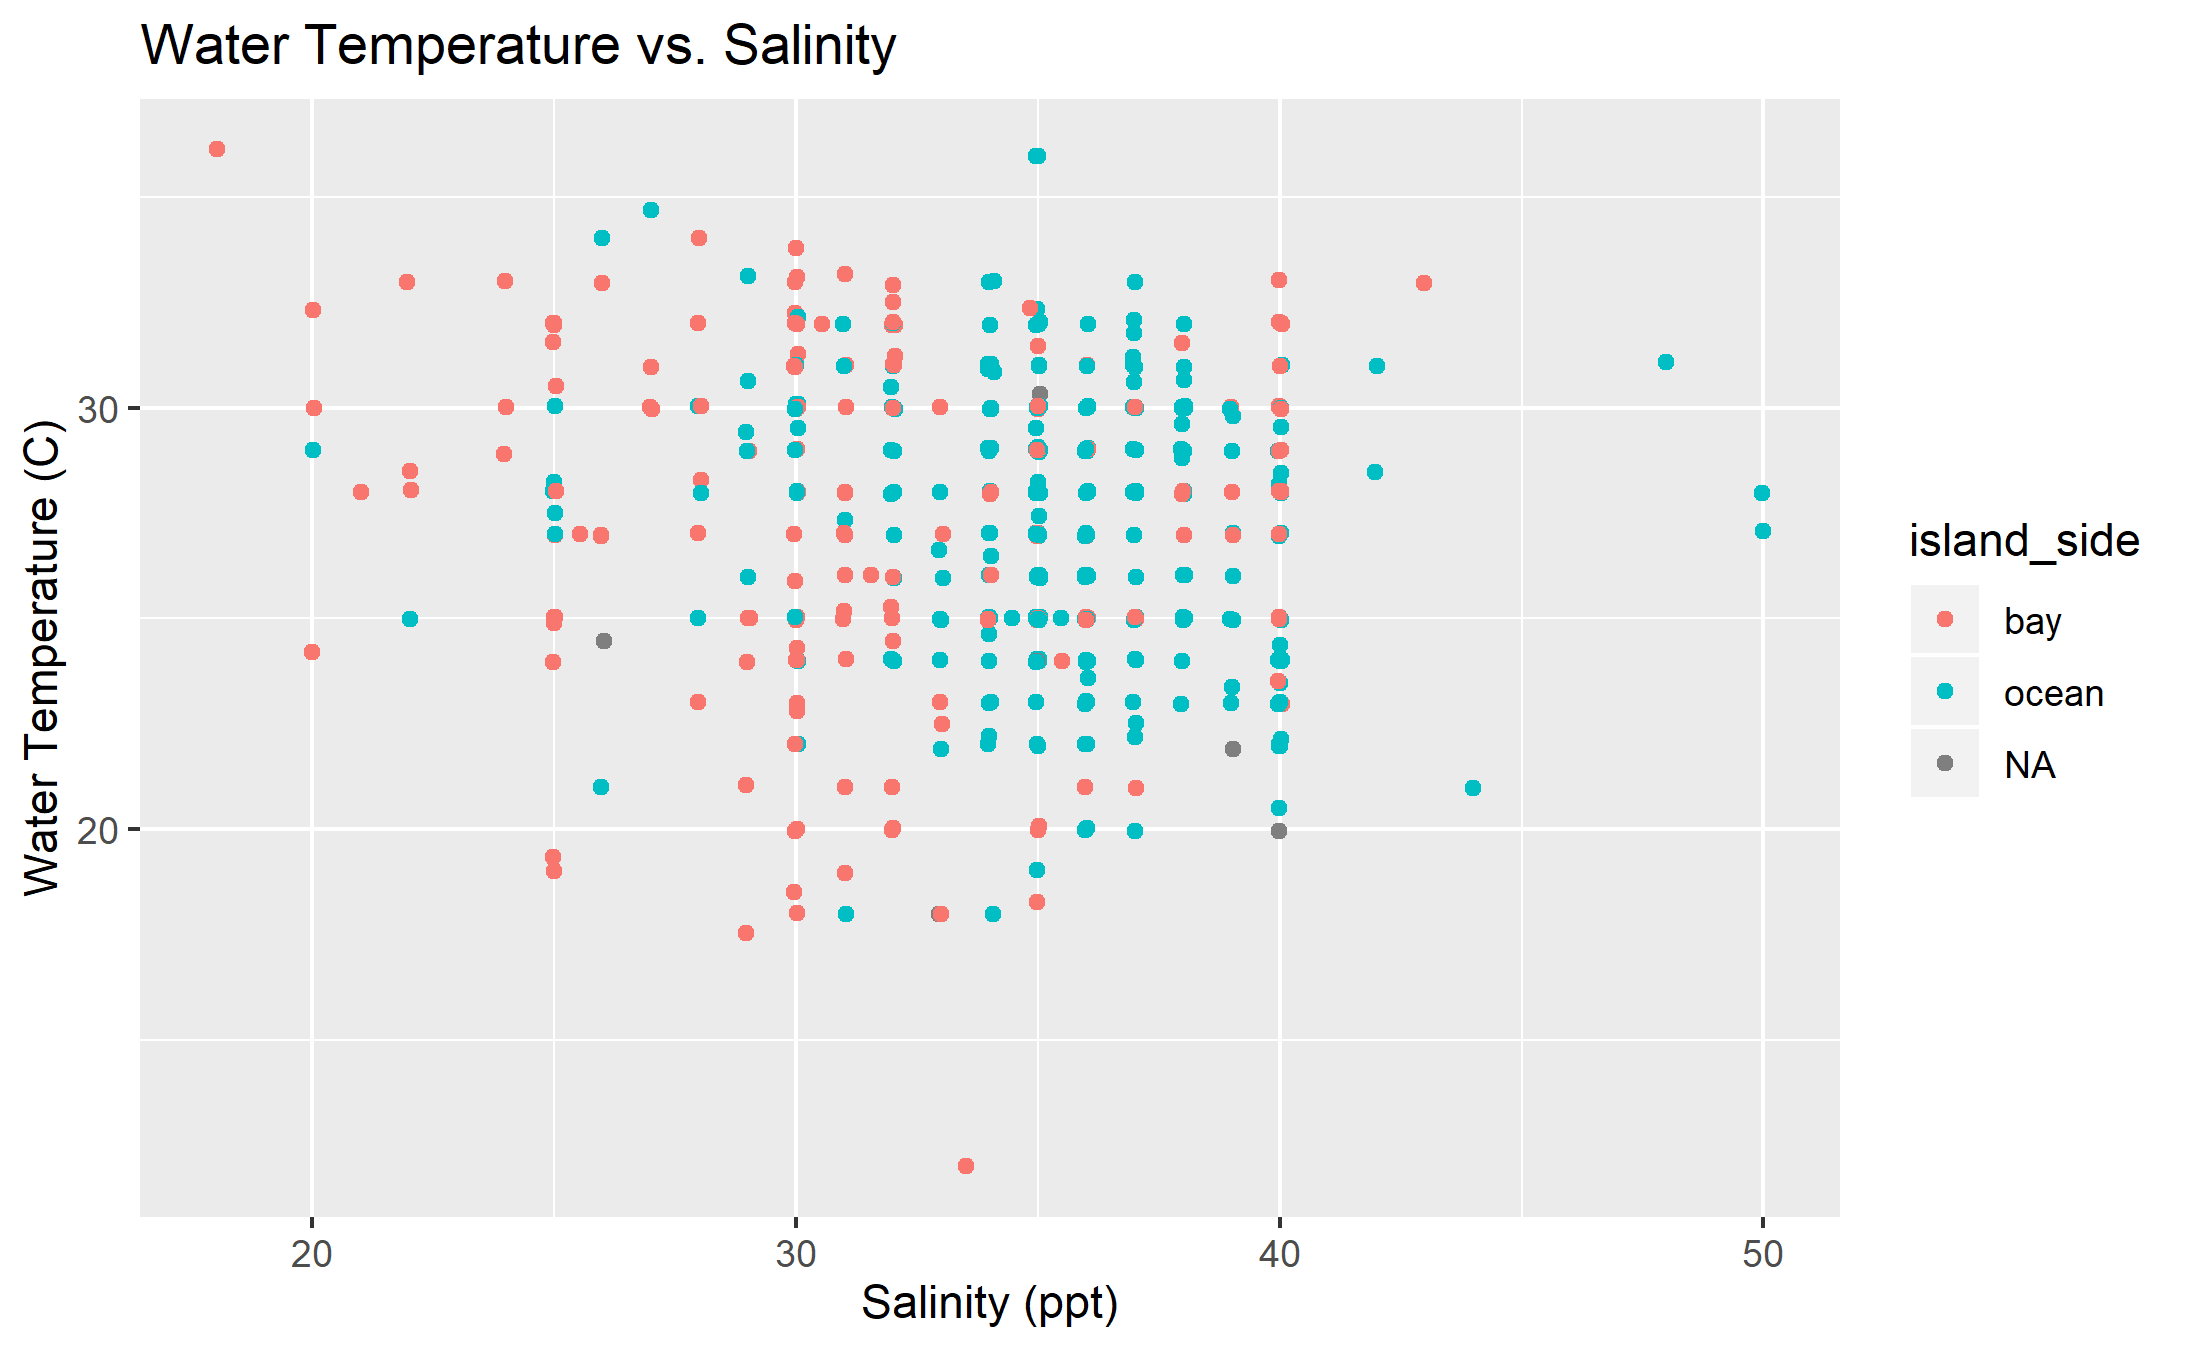 Water Temperature vs. Salinity
Water Temperature (C)
30
20
20
30
40
50
Salinity (ppt)
island_side
bay
ocean
NA